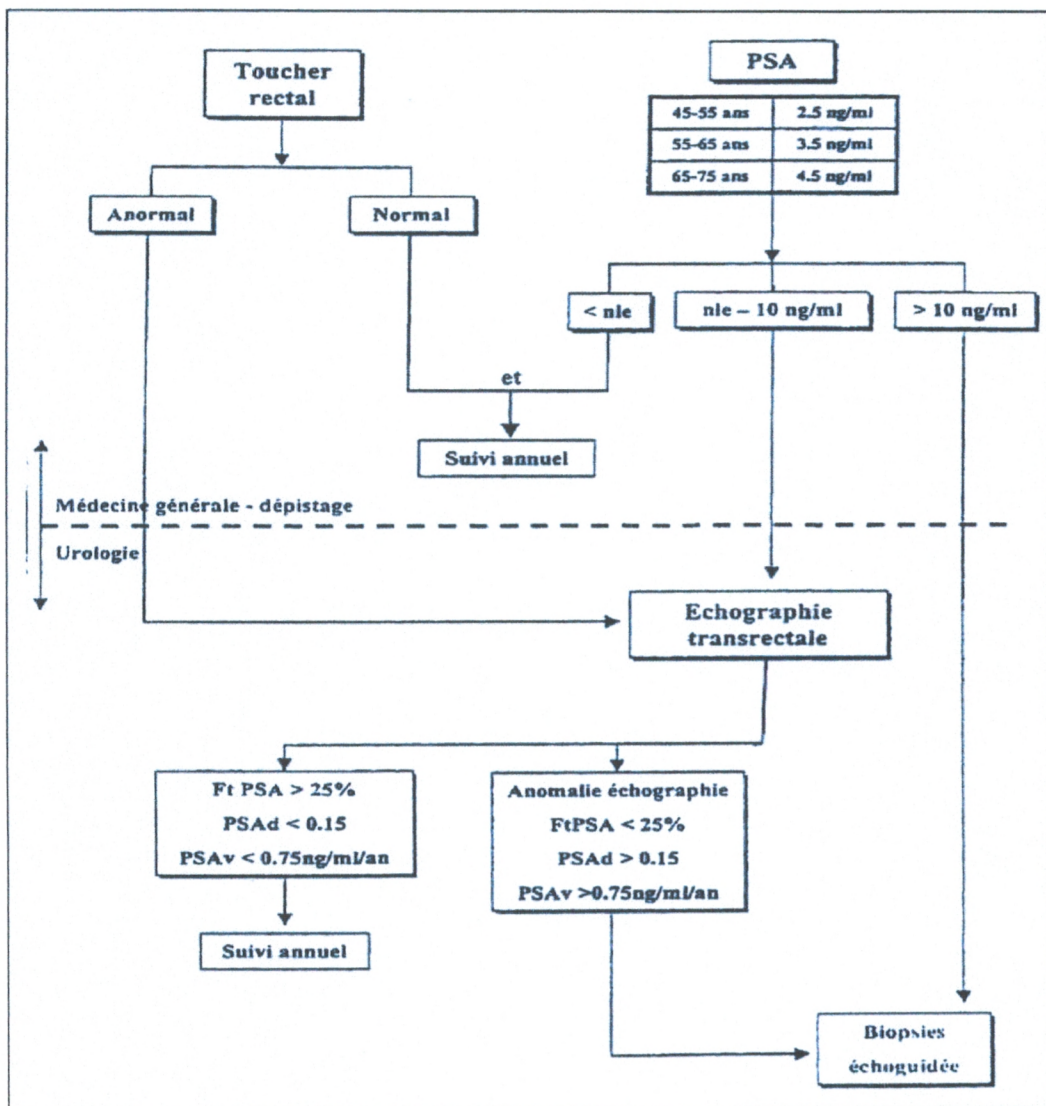 Toucher
rectal
PSA
45-55 ans 2.5 ng/ml
55-65 ans 3.5 ng/ml
65-75 ans 4.5 ng/ml
Anormal
Normal
< nle
nle – 10 ng/ml
> 10 ng/ml
et
Suivi annuel
Médecine générale - dépistage
Urologie
Echographie
transrectale
Ft PSA > 25%
PSAd < 0.15
PSAv < 0.75ng/ml/an
Anomalie échographie
FtPSA < 25%
PSAd > 0.15
PSAv >0.75ng/ml/an
Suivi annuel
Biopsies
échoguidée